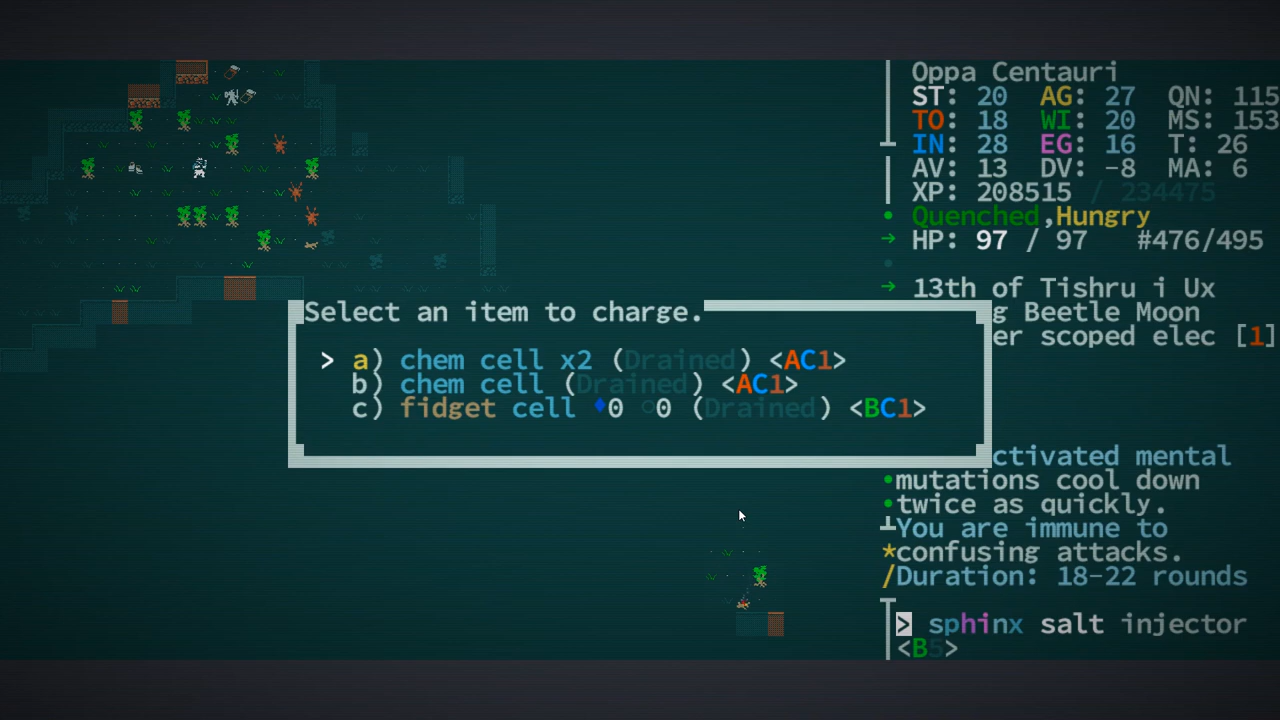 Oppa Centauri
ST: 20 AG: 27 QN: 115
TO: 18 WI: 20 MS: 153
IN: 28 EG: 16 T: 26
AV: 13 DV: -8 MA: 6
XP: 208515 / 234475
Quenched,Hungry
HP: 97 / 97 #476/495
13th of Tishru i Ux
g Beetle Moon
er scoped elec [1]
Select an item to charge.
> a) chem cell x2 (Drained) <AC1>
b) chem cell (Drained) <AC1>
c) fidget cell ♦0 ○0 (Drained) <BC1>
ctivated mental
mutations cool down
twice as quickly.
You are immune to
confusing attacks.
Duration: 18-22 rounds
> sphinx salt injector
<B5>